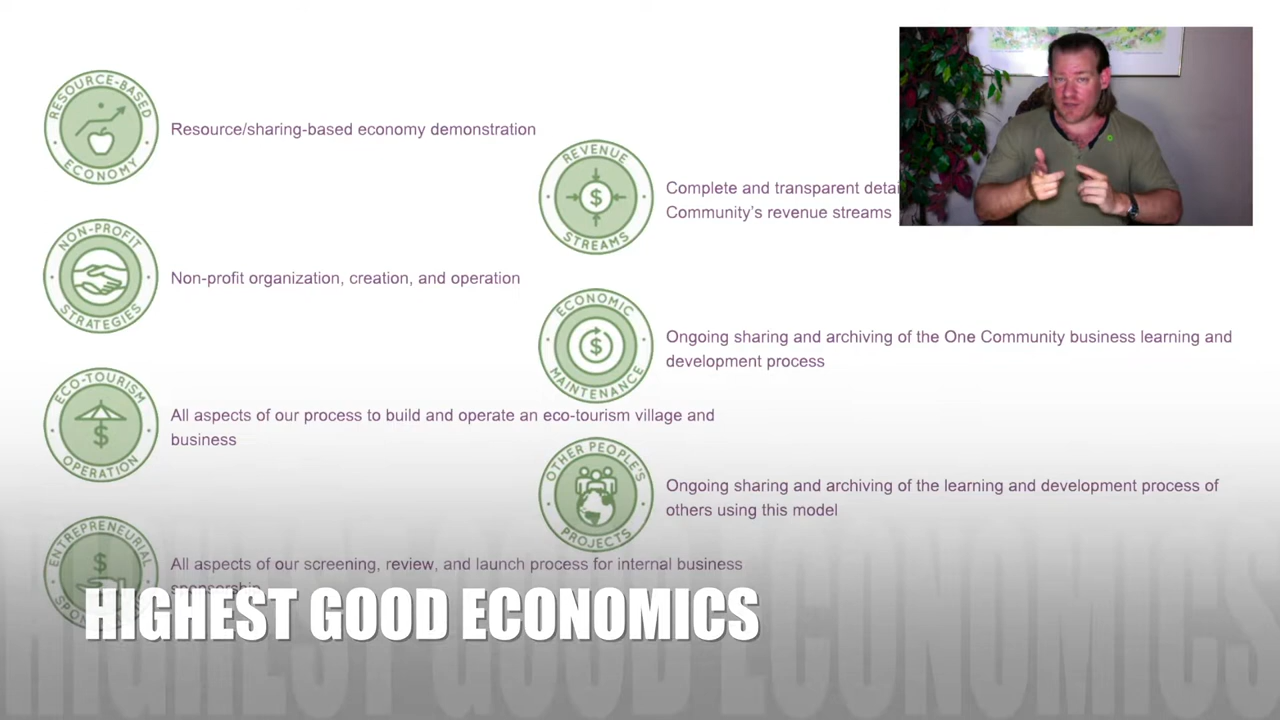 RESOURCE-BASED
ECONOMY
Resource/sharing-based economy demonstration
NON-PROFIT
STRATEGIES
Non-profit organization, creation, and operation
ECO-TOURISM
OPERATION
All aspects of our process to build and operate an eco-tourism village and
business
ENTREPRENEURIAL
All aspects of our screening, review, and launch process for internal business
sponsorship
REVENUE
STREAMS
Complete and transparent
Community's revenue streams
ECONOMIC
MAINTENANCE
Ongoing sharing and archiving of the One Community business learning and
development process
OTHER PEOPLE'S
PROJECTS
Ongoing sharing and archiving of the learning and development process of
others using this model
HIGHEST GOOD ECONOMICS
HIGHEST GOOD ECONOMICS